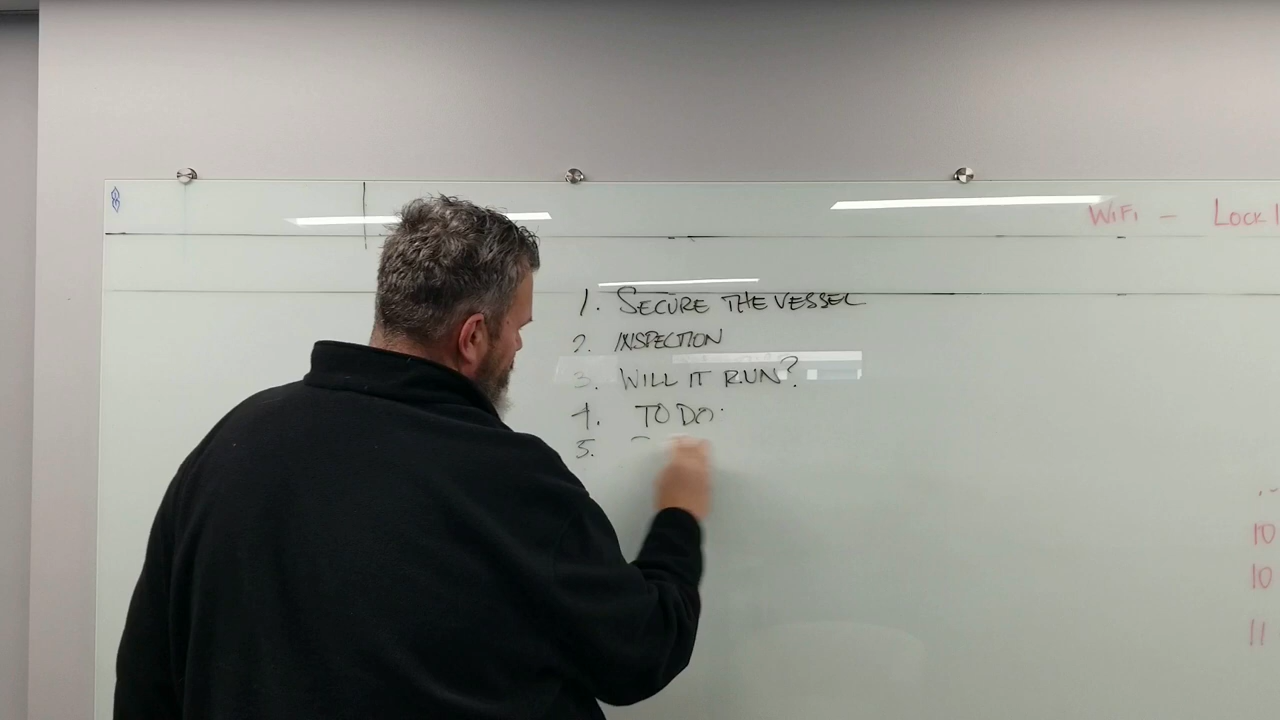 WiFi - Lock
1. SECURE THE VESSEL
2. INSPECTION
3. WILL IT RUN?
4. TO DO
5.
10
10
11